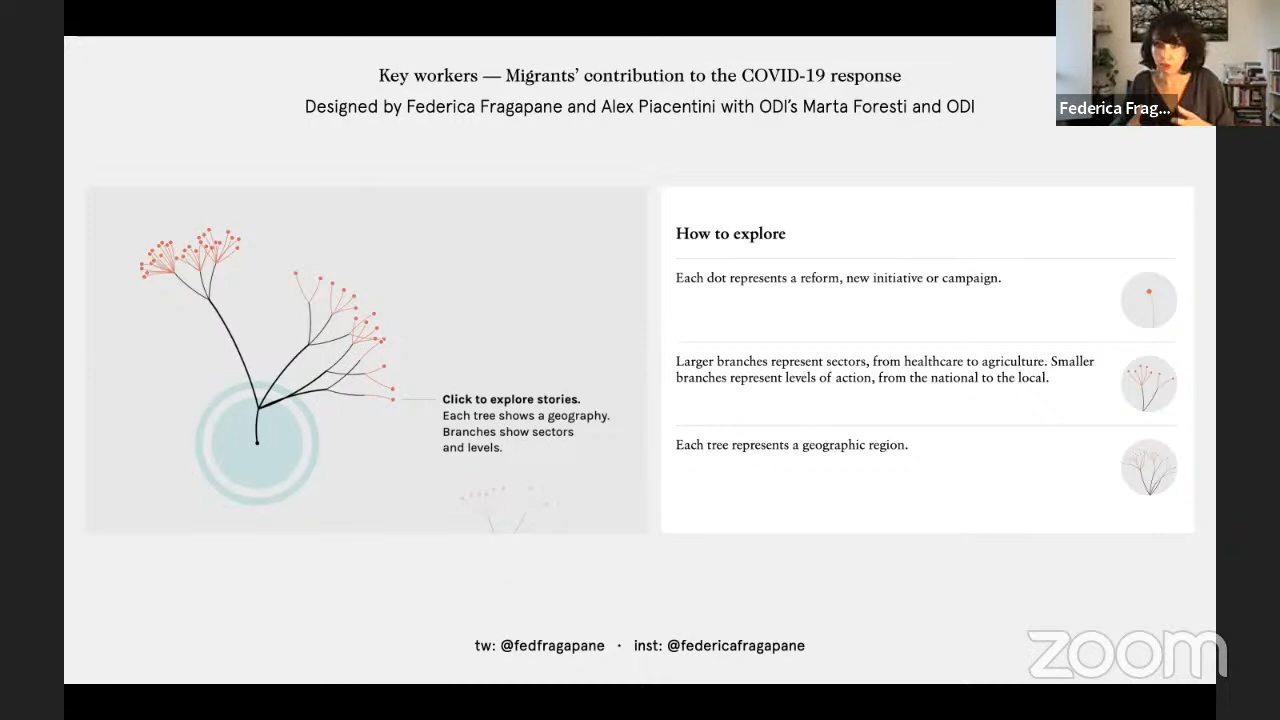 Key workers — Migrants’ contribution to the COVID-19 response
Designed by Federica Fragapane and Alex Piacentini with ODI’s Marta Foresti and ODI
Federica Frag...
Click to explore stories.
Each tree shows a geography.
Branches show sectors
and levels.
How to explore
Each dot represents a reform, new initiative or campaign.
Larger branches represent sectors, from healthcare to agriculture. Smaller
branches represent levels of action, from the national to the local.
Each tree represents a geographic region.
tw: @fedfragapane · inst: @federicafragapane
zoom